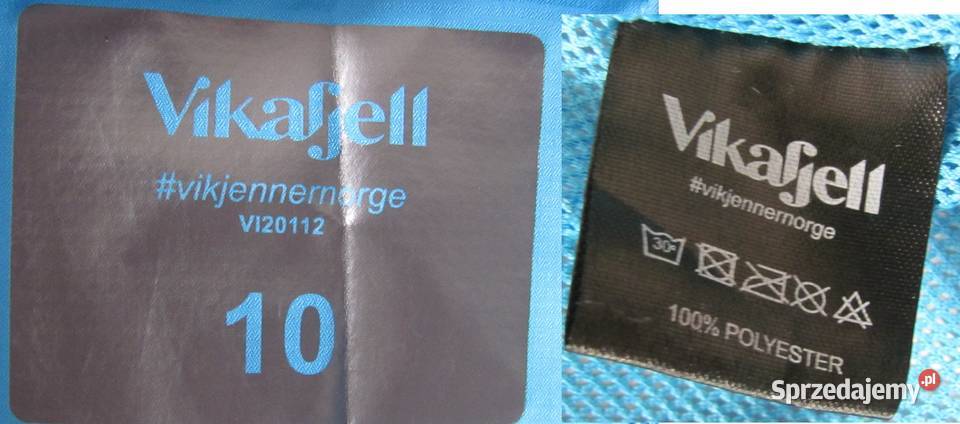 Vikafjell
#vikjennernorge
VI20112
10
Vikafjell
#vikjennernorge
30°
100% POLYESTER
Sprzedajemy.pl